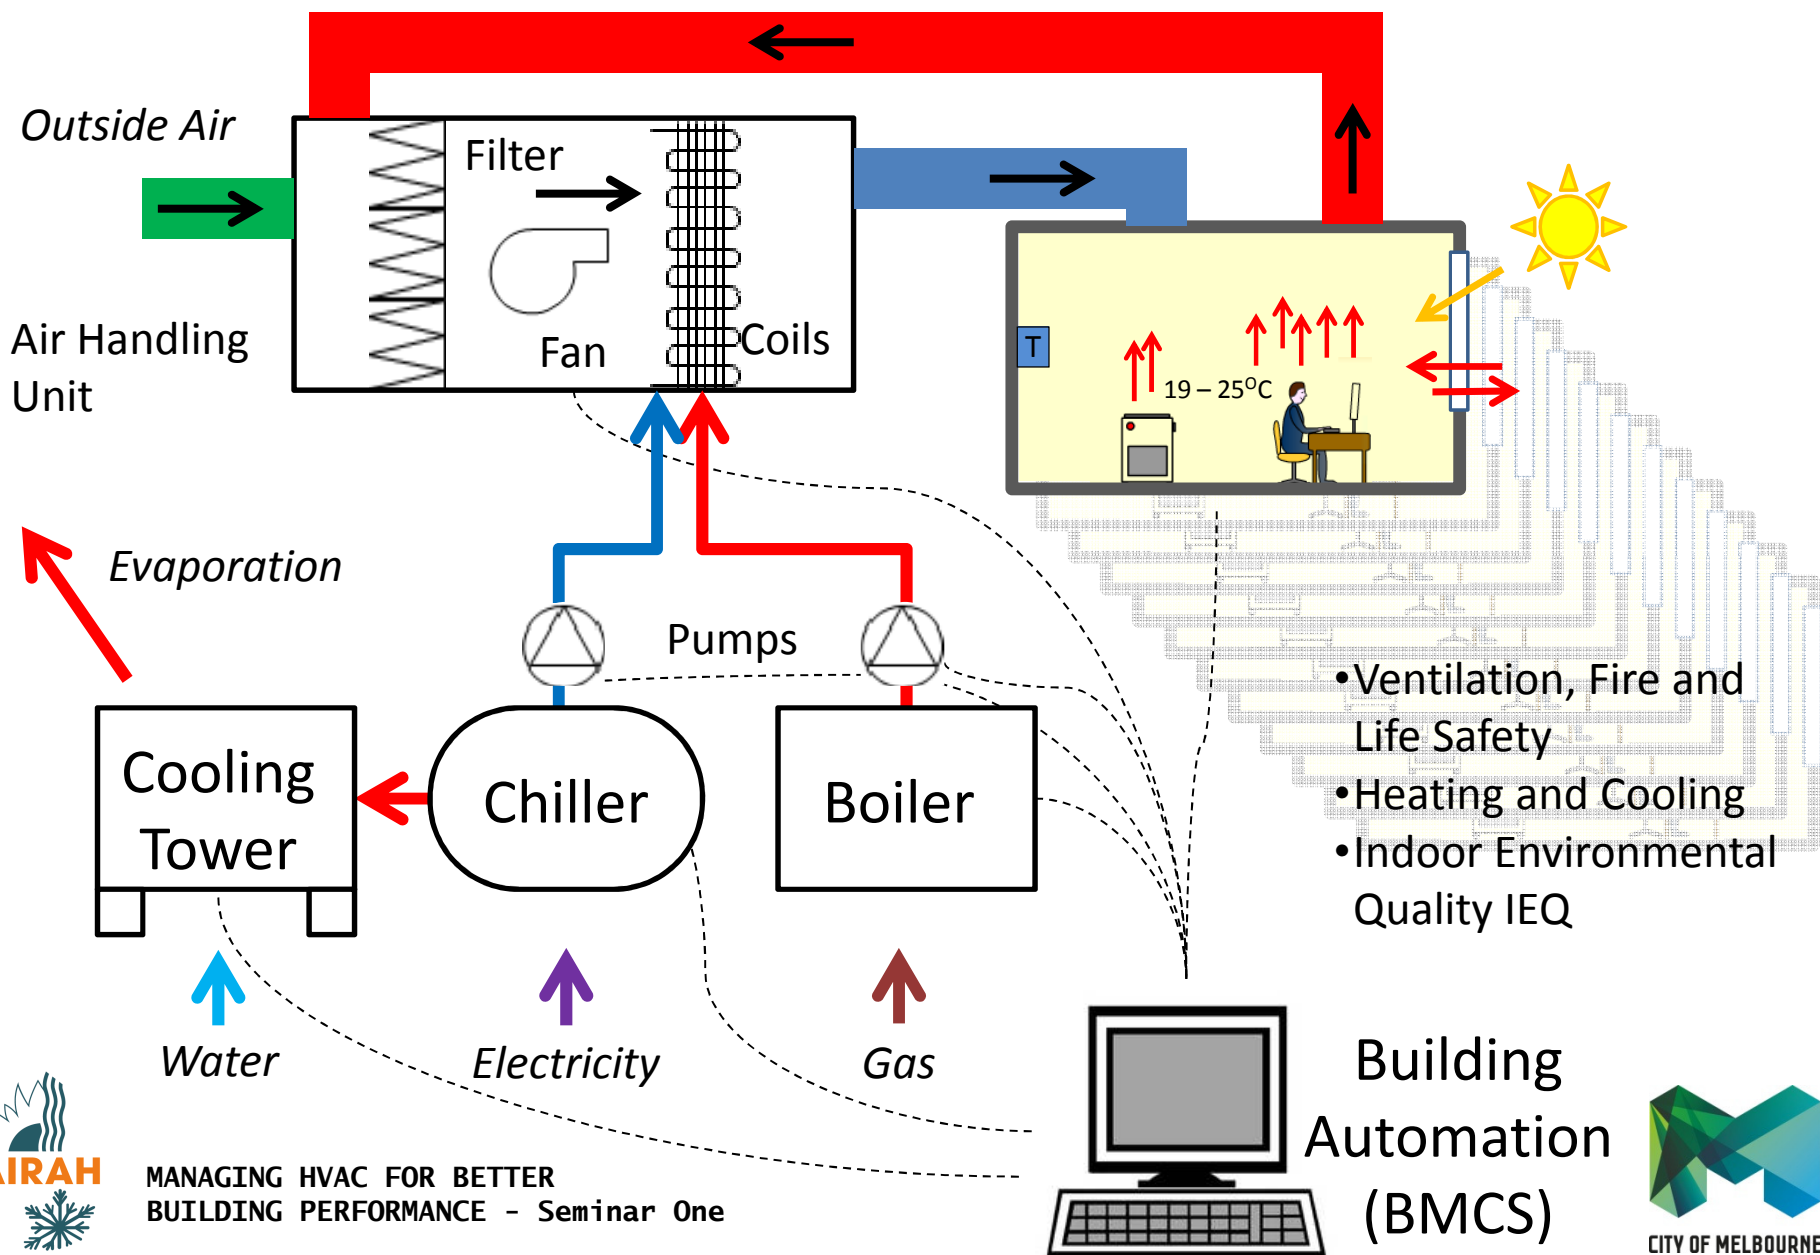 Outside Air
Filter
Fan
Coils
Air Handling
Unit
T
19 – 25⁰C
Evaporation
Pumps
Cooling
Tower
Chiller
Boiler
•Ventilation, Fire and
Life Safety
•Heating and Cooling
•Indoor Environmental
Quality IEQ
Water
Electricity
Gas
Building
Automation
(BMCS)
AIRAH
MANAGING HVAC FOR BETTER
BUILDING PERFORMANCE - Seminar One
CITY OF MELBOURNE